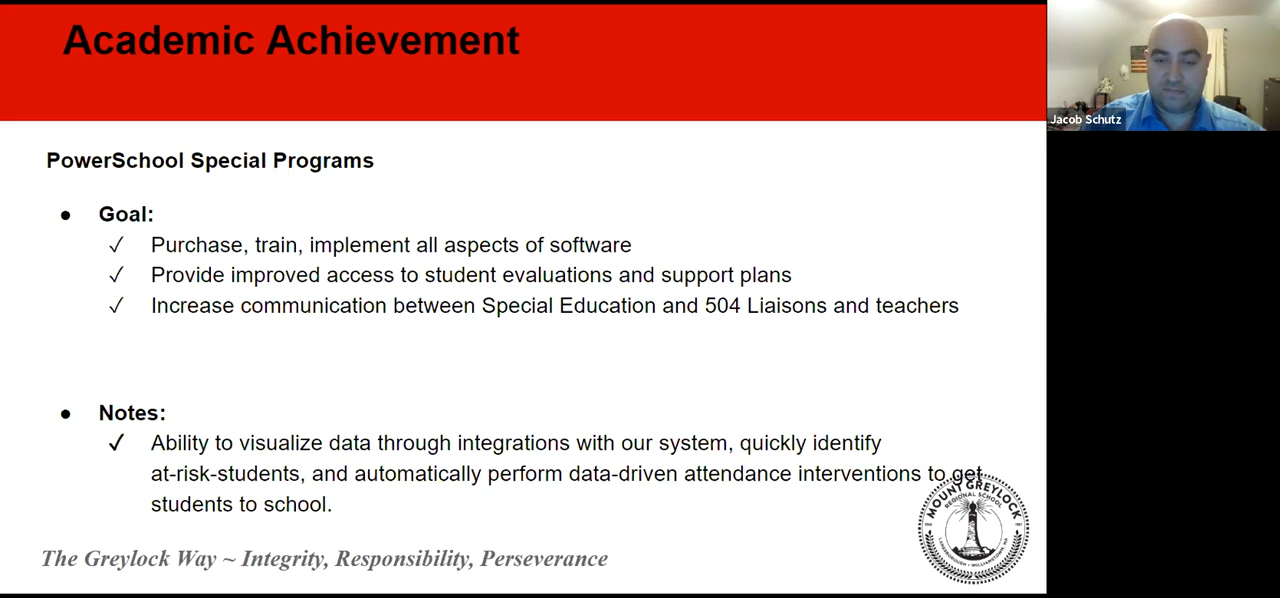 Academic Achievement
Jacob Schutz
PowerSchool Special Programs
● Goal:
✓ Purchase, train, implement all aspects of software
✓ Provide improved access to student evaluations and support plans
✓ Increase communication between Special Education and 504 Liaisons and teachers
● Notes:
✓ Ability to visualize data through integrations with our system, quickly identify
at-risk-students, and automatically perform data-driven attendance interventions to get
students to school.
MOUNT GREYLOCK
REGIONAL SCHOOL
LANESBOROUGH • WILLIAMSTOWN, MA
The Greylock Way ~ Integrity, Responsibility, Perseverance